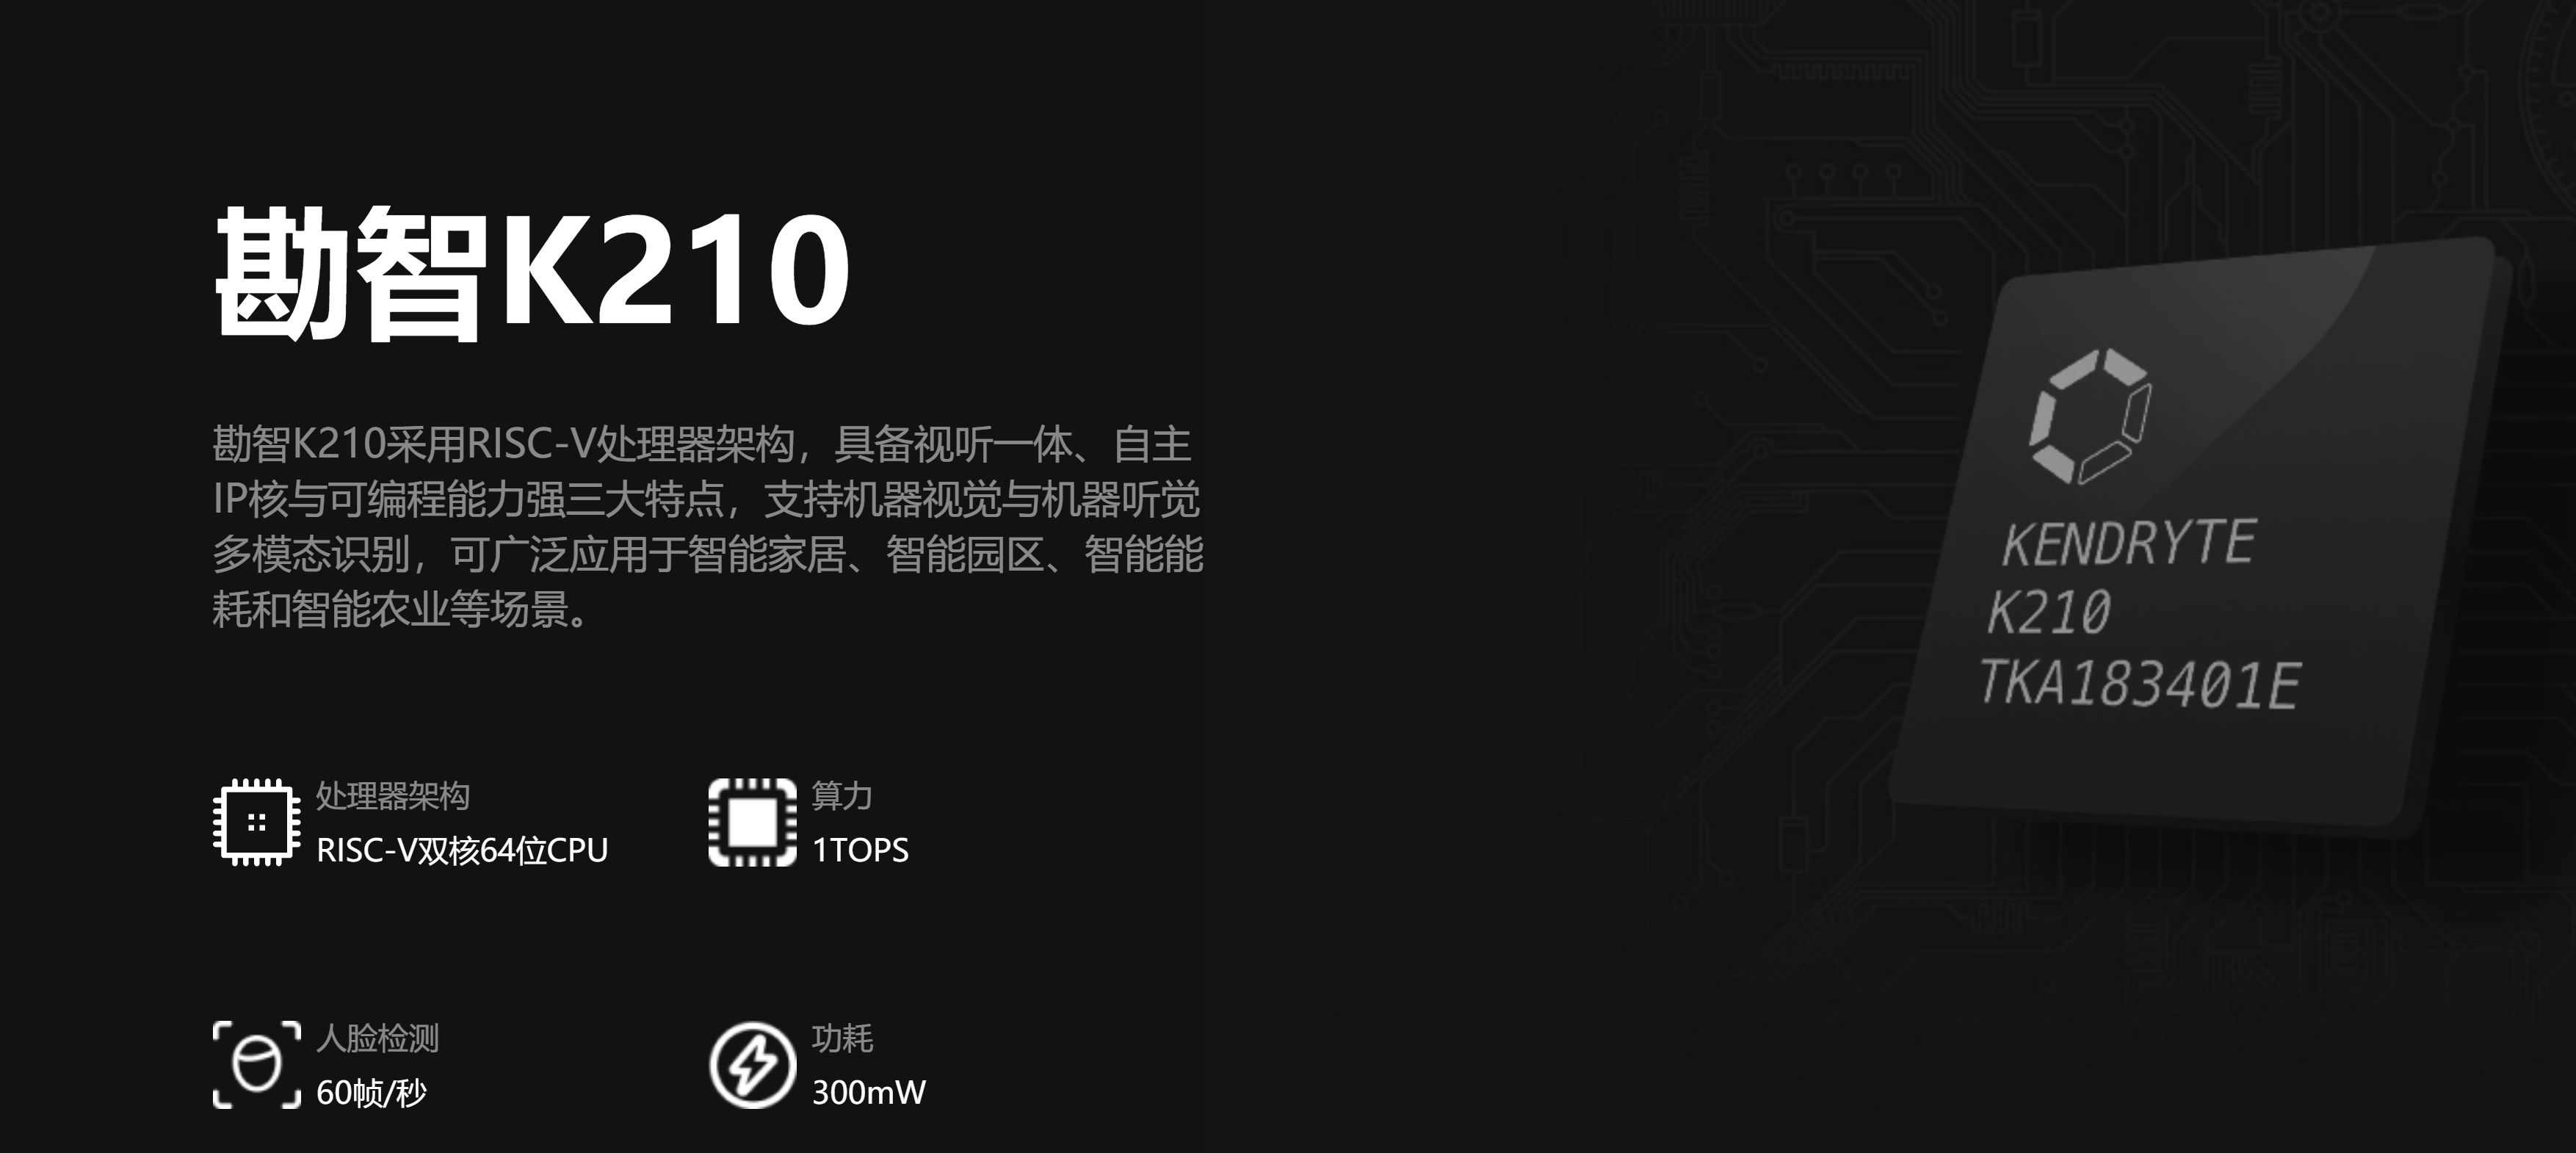 勘智K210
勘智K210采用RISC-V处理器架构，具备视听一体、自主
IP核与可编程能力强三大特点，支持机器视觉与机器听觉
多模态识别，可广泛应用于智能家居、智能园区、智能能
耗和智能农业等场景。
处理器架构
RISC-V双核64位CPU
算力
1TOPS
人脸检测
60帧/秒
功耗
300mW
KENDRYTE
K210
TKA183401E